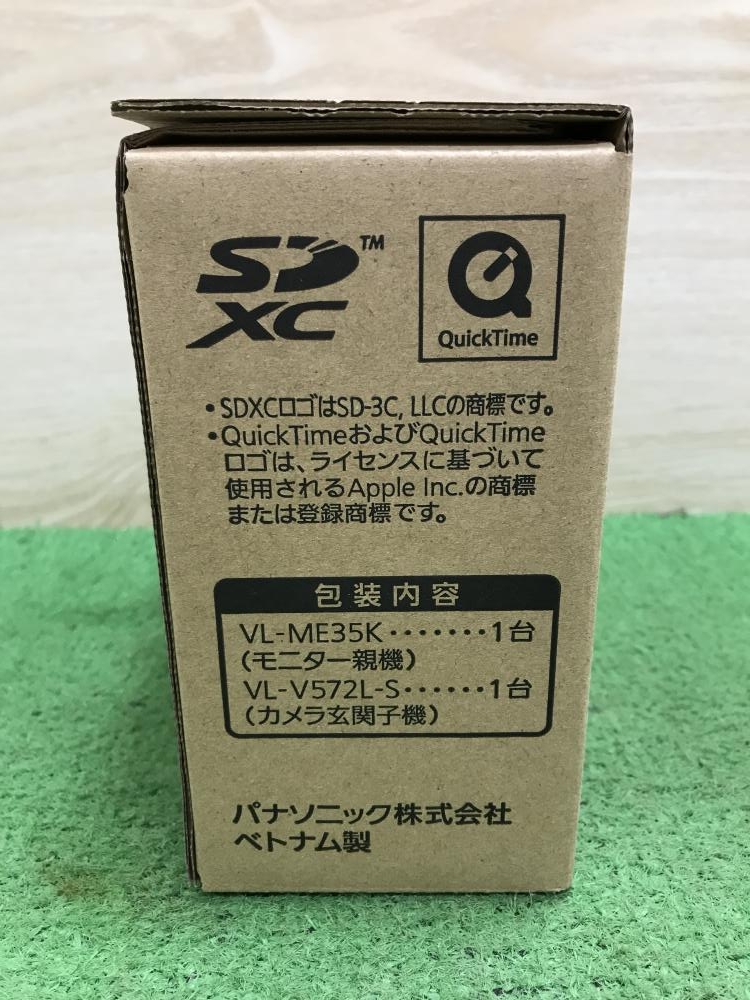 SD™
XC
QuickTime
・SDXCロゴはSD-3C, LLCの商標です。
・QuickTimeおよびQuickTime
ロゴは、ライセンスに基づいて
使用されるApple Inc.の商標
または登録商標です。
包装内容
VL-ME35K・・・・・・・1台
(モニター親機)
VL-V572L-S・・・・・・1台
(カメラ玄関子機)
パナソニック株式会社
ベトナム製